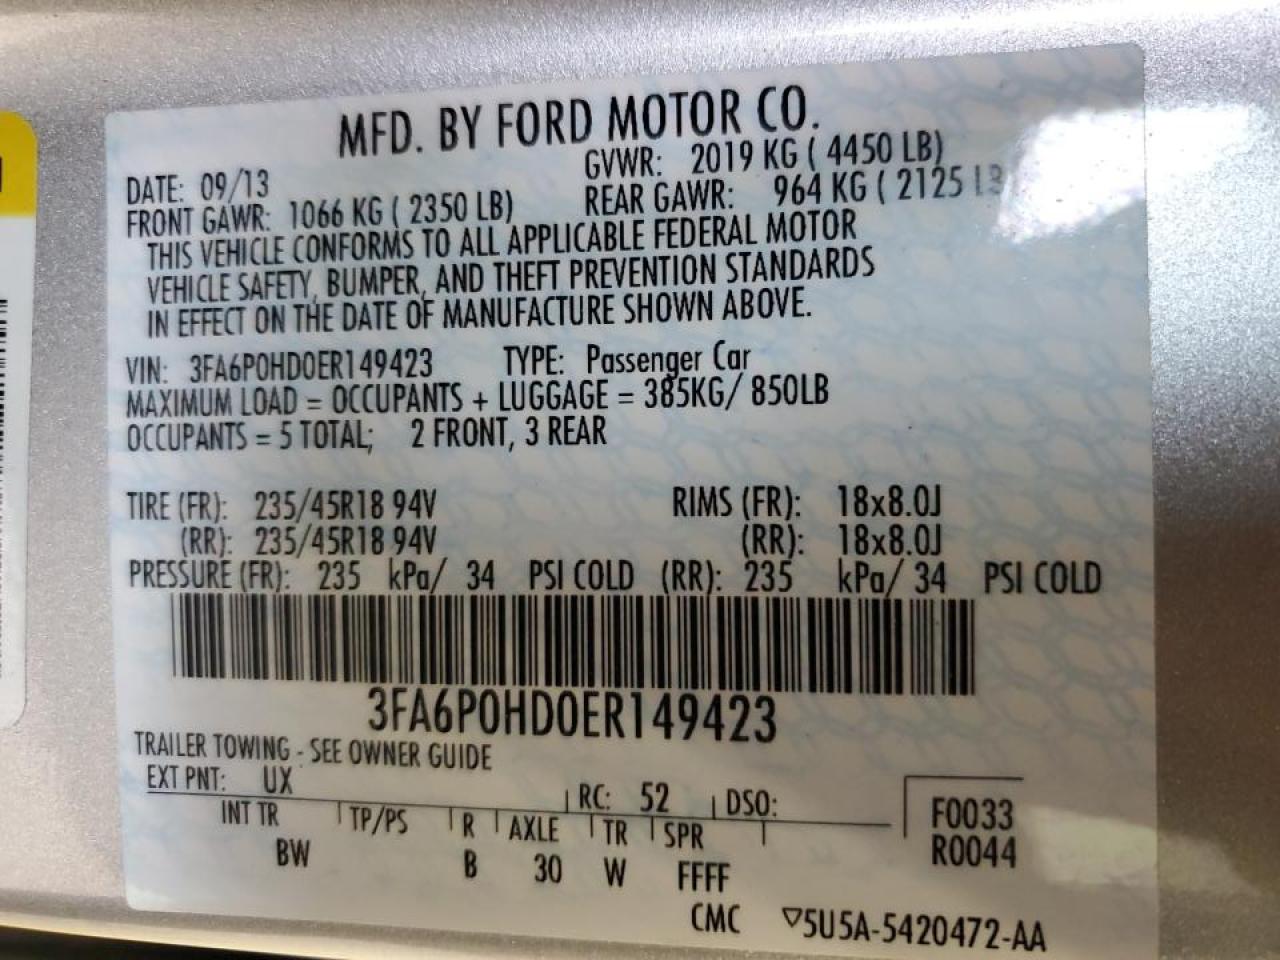 MFD. BY FORD MOTOR CO.
DATE: 09/13 GVWR: 2019 KG ( 4450 LB)
FRONT GAWR: 1066 KG ( 2350 LB) REAR GAWR: 964 KG ( 2125 LB
THIS VEHICLE CONFORMS TO ALL APPLICABLE FEDERAL MOTOR
VEHICLE SAFETY, BUMPER, AND THEFT PREVENTION STANDARDS
IN EFFECT ON THE DATE OF MANUFACTURE SHOWN ABOVE.
VIN: 3FA6P0HD0ER149423 TYPE: Passenger Car
MAXIMUM LOAD = OCCUPANTS + LUGGAGE = 385KG/ 850LB
OCCUPANTS = 5 TOTAL; 2 FRONT, 3 REAR
TIRE (FR): 235/45R18 94V RIMS (FR): 18x8.0J
(RR): 235/45R18 94V (RR): 18x8.0J
PRESSURE (FR): 235 kPa/ 34 PSI COLD (RR): 235 kPa/ 34 PSI COLD
3FA6P0HD0ER149423
TRAILER TOWING - SEE OWNER GUIDE
EXT PNT: UX RC: 52 DSO:
INT TR TP/PS R AXLE TR SPR
BW B 30 W FFFF
F0033
R0044
CMC ▽5U5A-5420472-AA